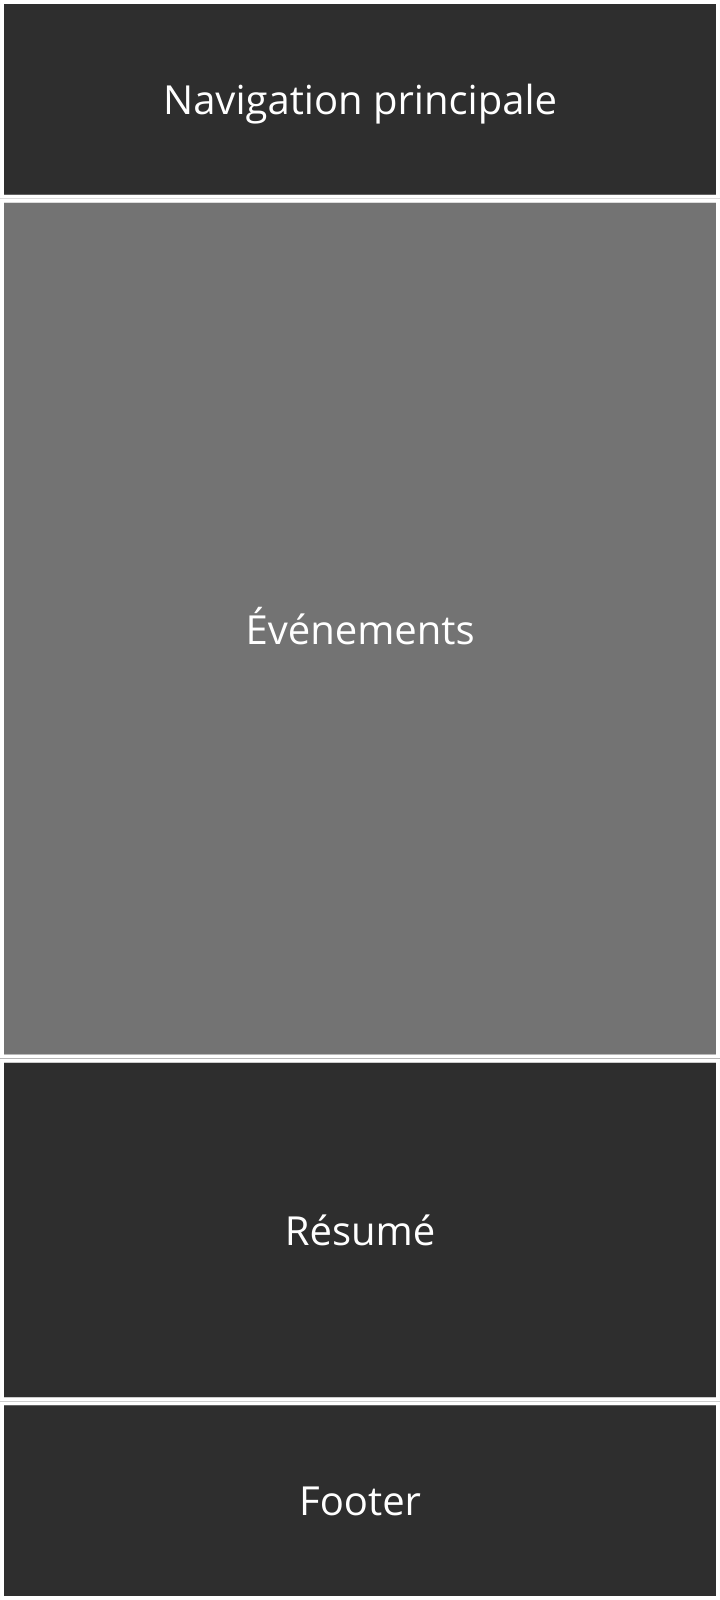 Navigation principale
Événements
Résumé
Footer